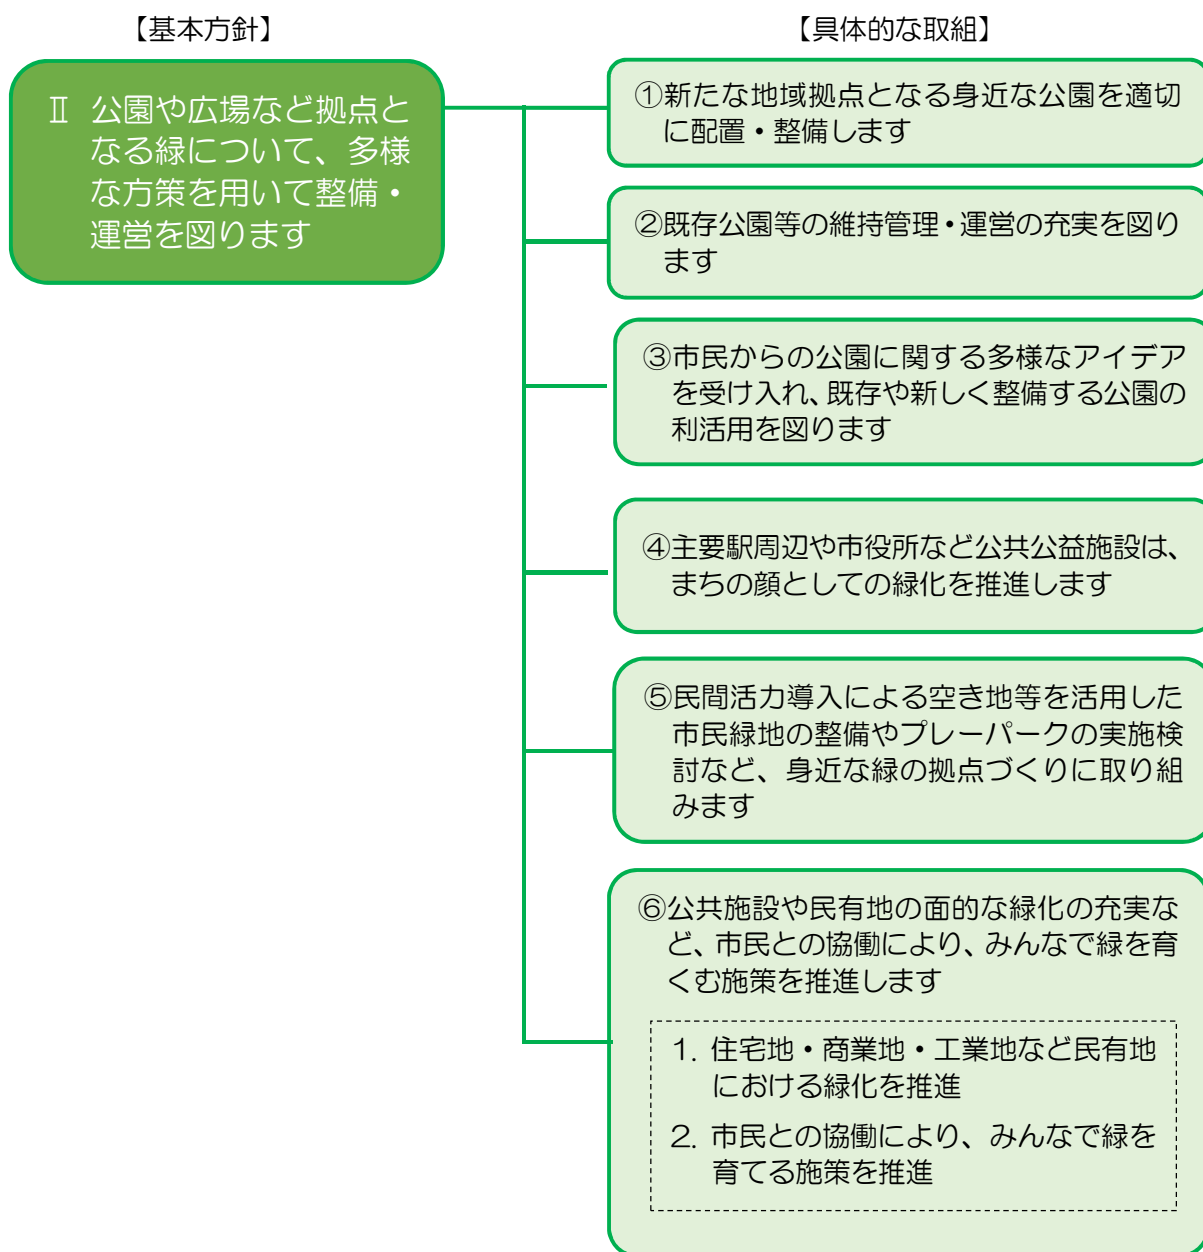 【基本方針】
【具体的な取組】
Ⅱ 公園や広場など拠点と
なる緑について、多様
な方策を用いて整備・
運営を図ります
①新たな地域拠点となる身近な公園を適切
に配置・整備します
②既存公園等の維持管理・運営の充実を図り
ます
③市民からの公園に関する多様なアイデア
を受け入れ、既存や新しく整備する公園の
利活用を図ります
④主要駅周辺や市役所など公共公益施設は、
まちの顔としての緑化を推進します
⑤民間活力導入による空き地等を活用した
市民緑地の整備やプレーパークの実施検
討など、身近な緑の拠点づくりに取り組
みます
⑥公共施設や民有地の面的な緑化の充実な
ど、市民との協働により、みんなで緑を育
くむ施策を推進します
1. 住宅地・商業地・工業地など民有地
における緑化を推進
2. 市民との協働により、みんなで緑を
育てる施策を推進